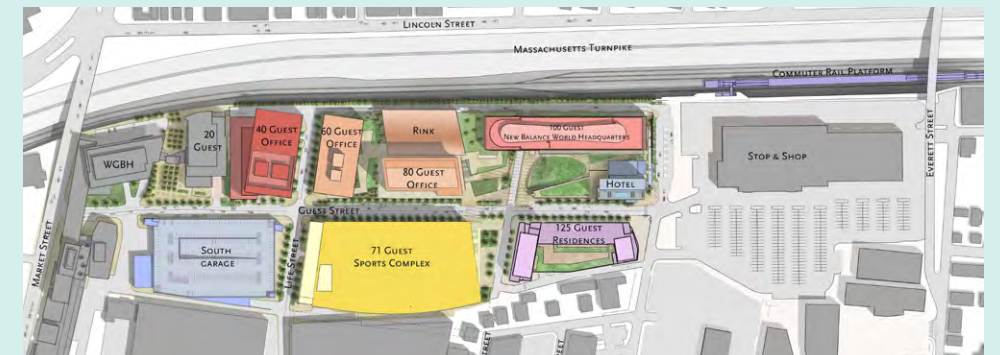 LINCOLN STREET
MASSACHUSETTS TURNPIKE
COMMUTER RAIL PLATFORM
EVERETT STREET
WGBH
20
GUEST
40 GUEST
OFFICE
60 GUEST
OFFICE
RINK
80 GUEST
OFFICE
100 GUEST
NEW BALANCE WORLD HEADQUARTERS
HOTEL
STOP & SHOP
GUEST STREET
MARKET STREET
SOUTH
GARAGE
LIFE STREET
71 GUEST
SPORTS COMPLEX
125 GUEST
RESIDENCES
STREET
STREET